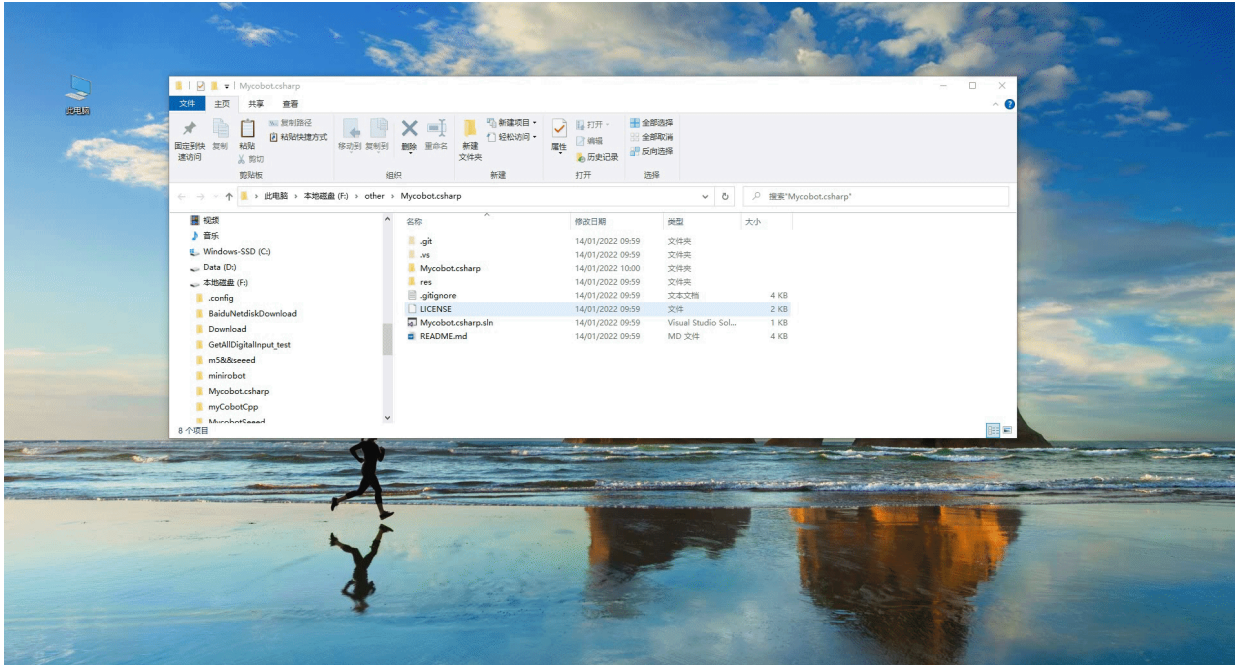 此电脑
Mycobot.csharp
文件 主页 共享 查看
固定到快速访问
复制
粘贴
复制路径
粘贴快捷方式
剪切
移动到
复制到
删除
重命名
新建文件夹
新建项目
轻松访问
属性
打开
编辑
历史记录
全部选择
全部取消
反向选择
剪贴板 组织 新建 打开 选择
此电脑 › 本地磁盘 (F:) › other › Mycobot.csharp
搜索"Mycobot.csharp"
视频
音乐
Windows-SSD (C:)
Data (D:)
本地磁盘 (F:)
.config
BaiduNetdiskDownload
Download
GetAllDigitalInput_test
m5&&seeed
minirobot
Mycobot.csharp
myCobotCpp
MycobotSeeed
名称 修改日期 类型 大小
.git 14/01/2022 09:59 文件夹
.vs 14/01/2022 09:59 文件夹
Mycobot.csharp 14/01/2022 10:00 文件夹
res 14/01/2022 09:59 文件夹
.gitignore 14/01/2022 09:59 文本文档 4 KB
LICENSE 14/01/2022 09:59 文件 2 KB
Mycobot.csharp.sln 14/01/2022 09:59 Visual Studio Sol... 1 KB
README.md 14/01/2022 09:59 MD 文件 4 KB
8 个项目